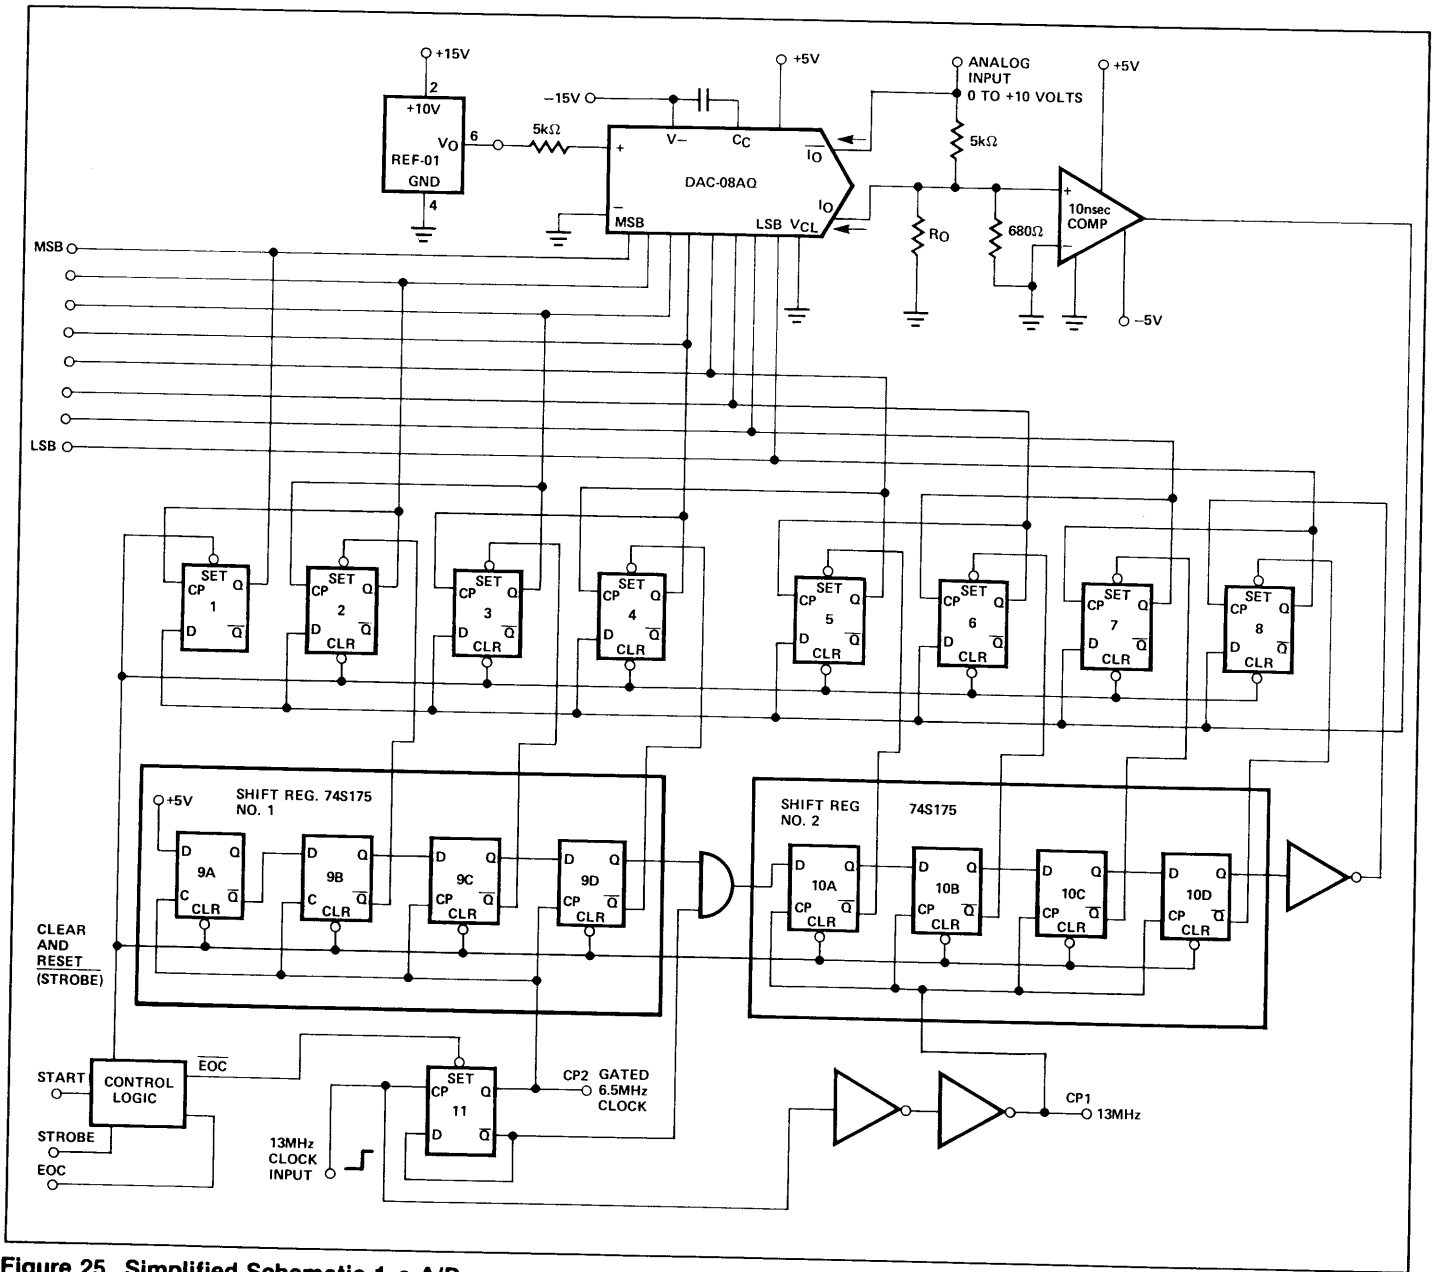 +15V
2
+10V
VO
6
REF-01
GND
4
5kΩ
–15V
+5V
V–
CC
IO
+
DAC-08AQ
–
MSB
LSB
VCL
IO
ANALOG
INPUT
0 TO +10 VOLTS
5kΩ
RO
680Ω
+5V
+
10nsec
COMP
–
–5V
MSB
LSB
SET
CP
Q
1
D
Q
SET
CP
Q
2
D
Q
CLR
SET
CP
Q
3
D
Q
CLR
SET
CP
Q
4
D
Q
CLR
SET
CP
Q
5
D
Q
CLR
SET
CP
Q
6
D
Q
CLR
SET
CP
Q
7
D
Q
CLR
SET
CP
Q
8
D
Q
CLR
SHIFT REG. 74S175
NO. 1
+5V
D
Q
9A
C
Q
CLR
D
Q
9B
C
Q
CLR
D
Q
9C
CP
Q
CLR
D
Q
9D
CP
Q
CLR
SHIFT REG 74S175
NO. 2
D
Q
10A
CP
Q
CLR
D
Q
10B
CP
Q
CLR
D
Q
10C
CP
Q
CLR
D
Q
10D
CP
Q
CLR
CLEAR
AND
RESET
(STROBE)
START
CONTROL
LOGIC
EOC
STROBE
EOC
SET
CP
Q
11
D
Q
13MHz
CLOCK
INPUT
CP2
GATED
6.5MHz
CLOCK
CP1
13MHz
Figure 25. Simplified Schematic 1